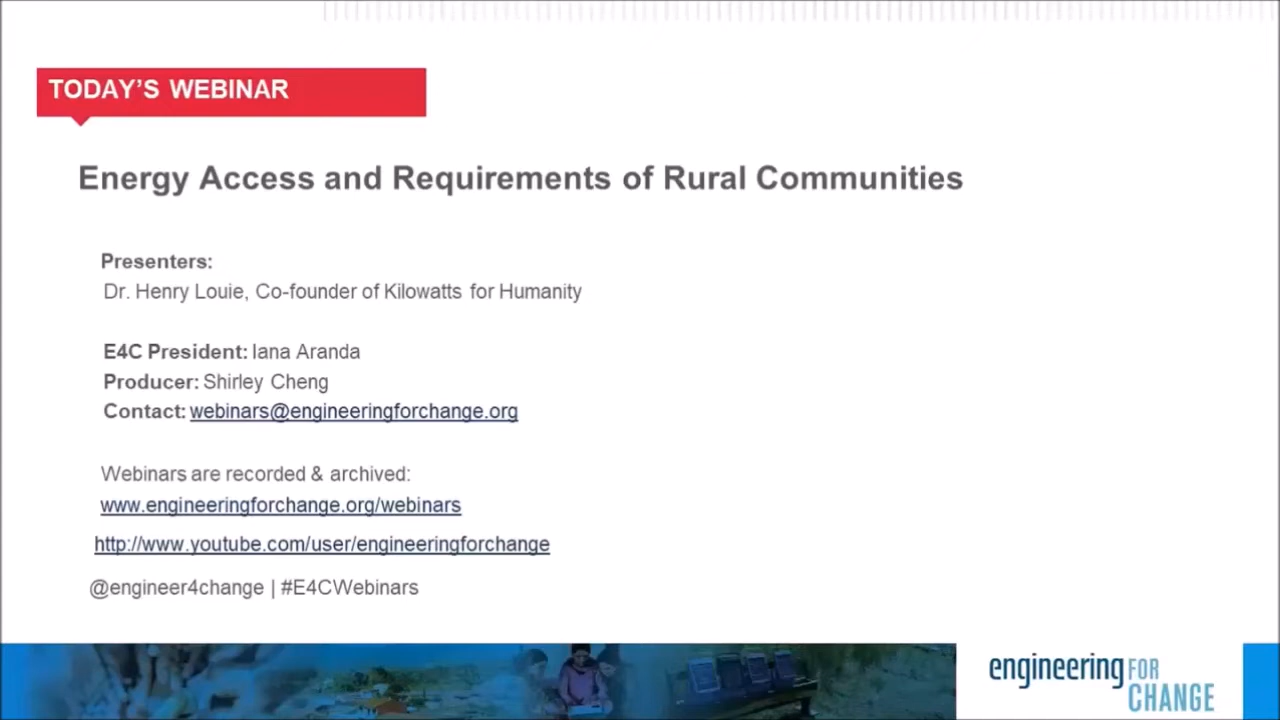 TODAY'S WEBINAR
Energy Access and Requirements of Rural Communities
Presenters:
Dr. Henry Louie, Co-founder of Kilowatts for Humanity
E4C President: Iana Aranda
Producer: Shirley Cheng
Contact: webinars@engineeringforchange.org
Webinars are recorded & archived:
www.engineeringforchange.org/webinars
http://www.youtube.com/user/engineeringforchange
@engineer4change | #E4CWebinars
engineering FOR
CHANGE